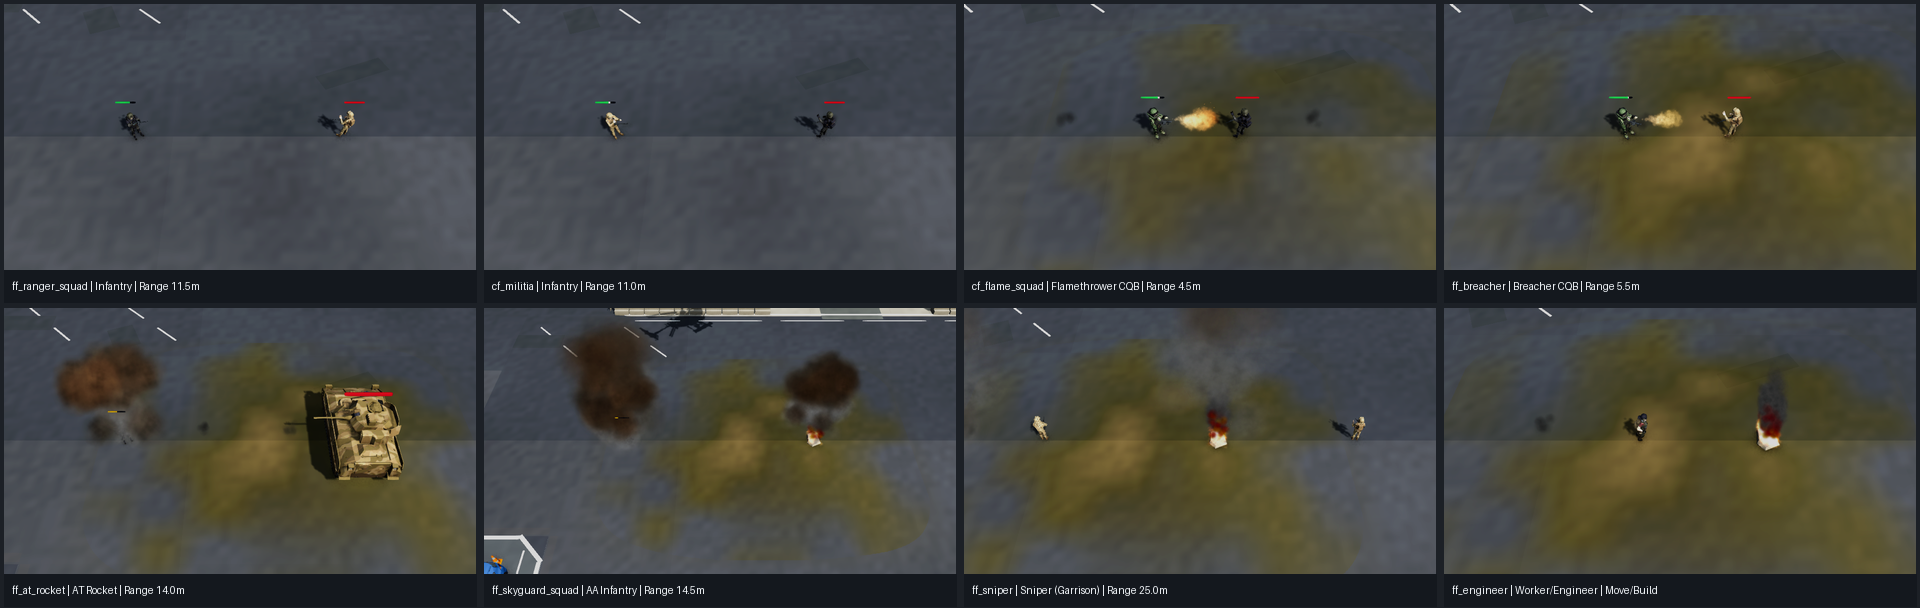 ff_ranger_squad | Infantry | Range 11.5m
cf_militia | Infantry | Range 11.0m
cf_flame_squad | Flamethrower CQB | Range 4.5m
ff_breacher | Breacher CQB | Range 5.5m
ff_at_rocket | AT Rocket | Range 14.0m
ff_skyguard_squad | AA Infantry | Range 14.5m
ff_sniper | Sniper (Garrison) | Range 25.0m
ff_engineer | Worker/Engineer | Move/Build